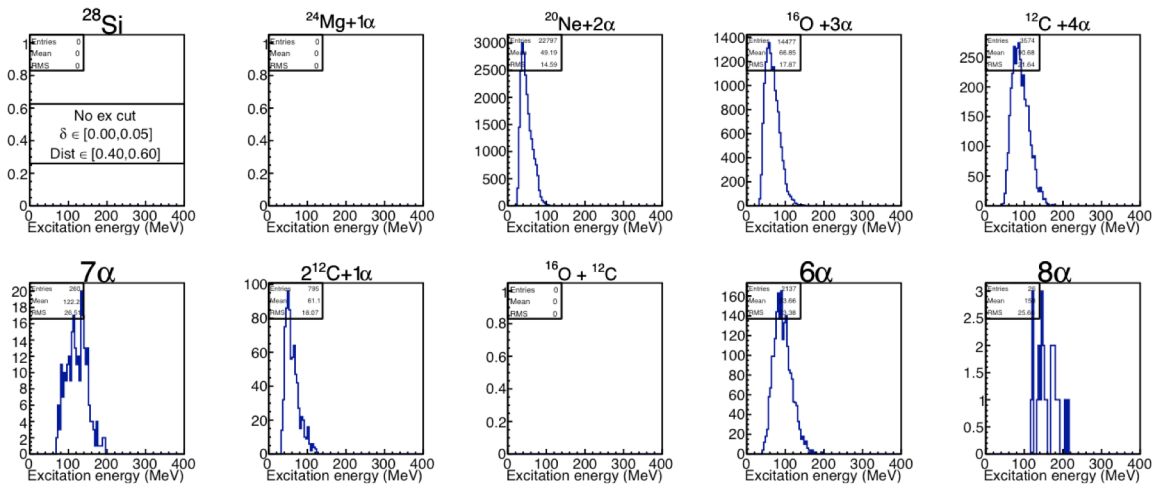 ²⁸Si
Entries 0
Mean 0
RMS 0
No ex cut
δ ∈ [0.00,0.05]
Dist ∈ [0.40,0.60]
0 0.2 0.4 0.6 0.8 1
0 100 200 300 400
Excitation energy (MeV)
²⁴Mg+1α
Entries 0
Mean 0
RMS 0
0 0.2 0.4 0.6 0.8 1
0 100 200 300 400
Excitation energy (MeV)
²⁰Ne+2α
Entries 22797
Mean 49.19
RMS 14.59
0 500 1000 1500 2000 2500 3000
0 100 200 300 400
Excitation energy (MeV)
¹⁶O +3α
Entries 14477
Mean 66.85
RMS 17.87
0 200 400 600 800 1000 1200 1400
0 100 200 300 400
Excitation energy (MeV)
¹²C +4α
Entries 3574
Mean
RMS
0 50 100 150 200 250
0 100 200 300 400
Excitation energy (MeV)
7α
Entries 260
Mean 122.2
RMS
0 2 4 6 8 10 12 14 16 18 20
0 100 200 300 400
Excitation energy (MeV)
2¹²C+1α
Entries 795
Mean 61.1
RMS 18.07
0 20 40 60 80 100
0 100 200 300 400
Excitation energy (MeV)
¹⁶O + ¹²C
Entries 0
Mean 0
RMS 0
0 0.2 0.4 0.6 0.8 1
0 100 200 300 400
Excitation energy (MeV)
6α
Entries 2137
Mean
RMS
0 20 40 60 80 100 120 140 160
0 100 200 300 400
Excitation energy (MeV)
8α
Entries
Mean
RMS
0 0.5 1 1.5 2 2.5 3
0 100 200 300 400
Excitation energy (MeV)